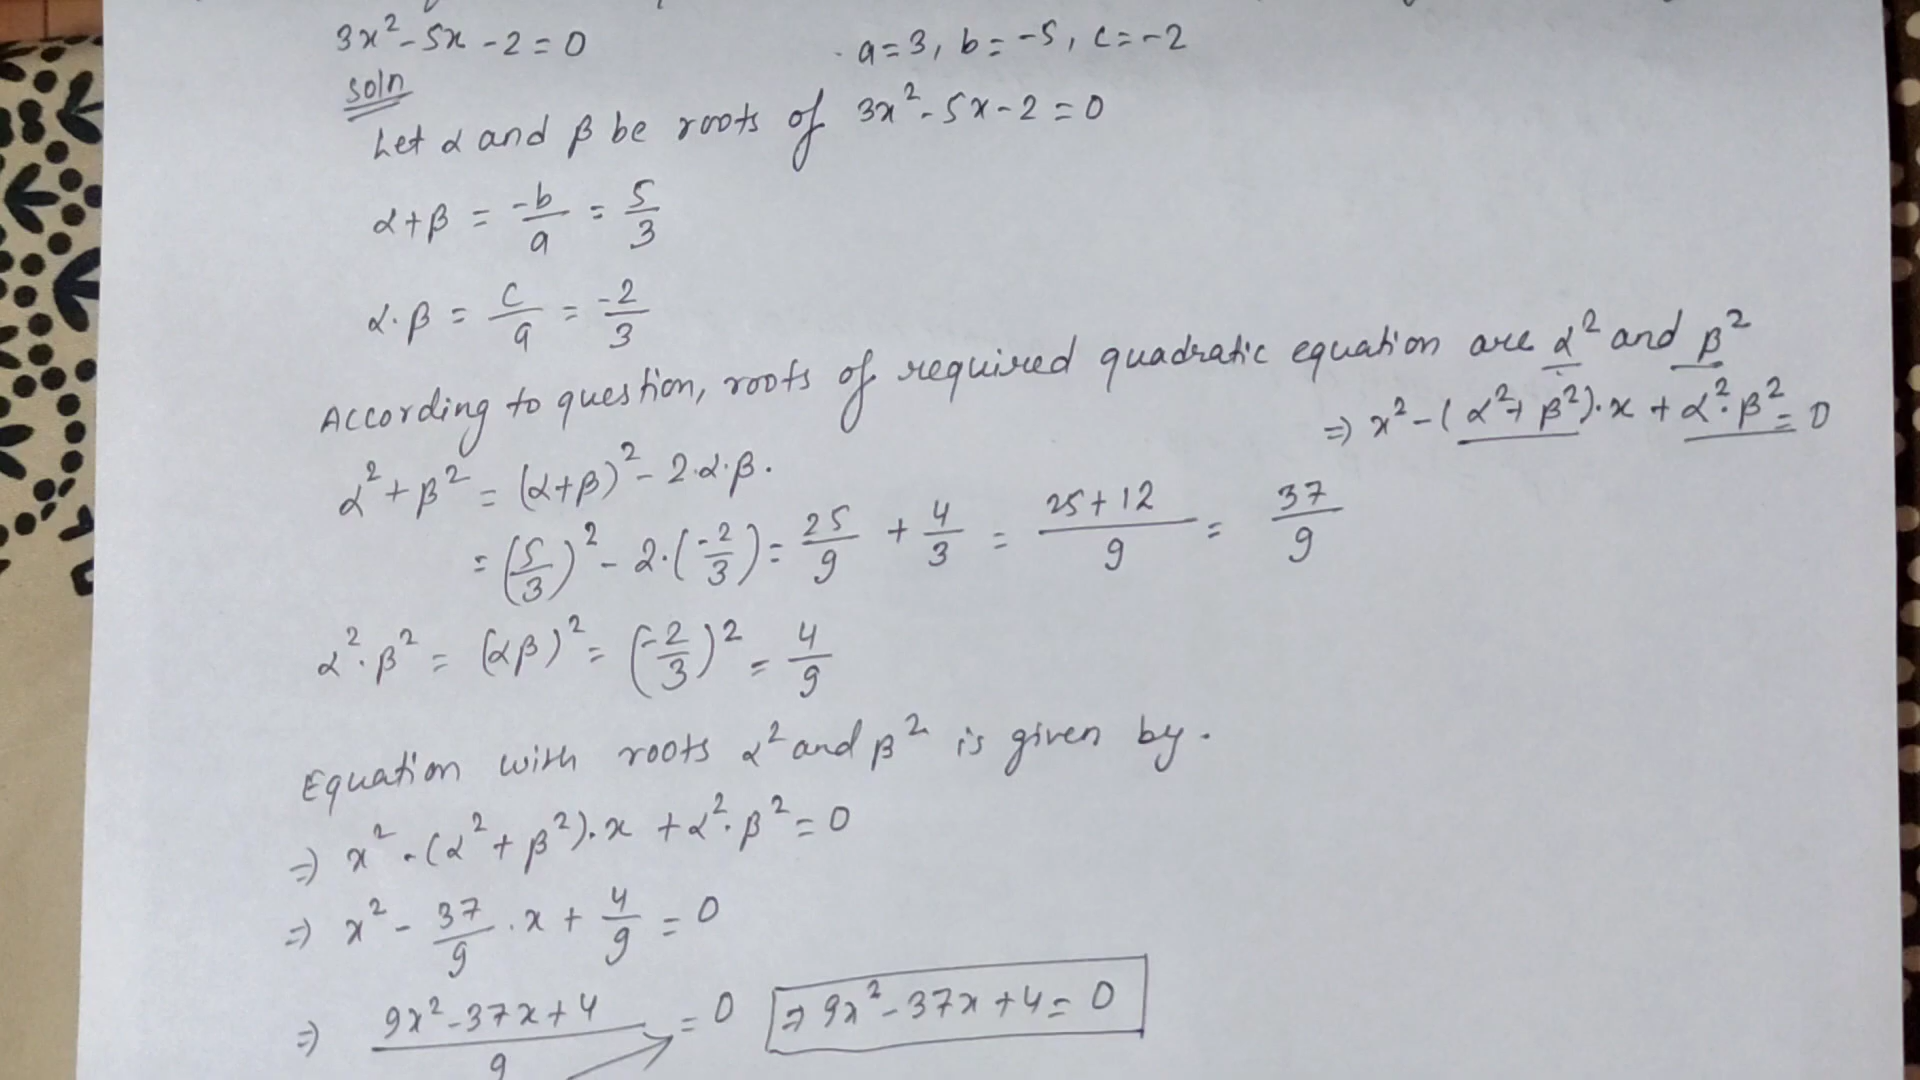 3x² - 5x - 2 = 0
a = 3, b = -5, c = -2
soln
Let α and β be roots of 3x² - 5x - 2 = 0
α + β = -b/a = 5/3
α·β = c/a = -2/3
According to question, roots of required quadratic equation are α² and β²
⇒ x² - (α² + β²)·x + α²·β² = 0
α² + β² = (α+β)² - 2·α·β.
= (5/3)² - 2·(-2/3) = 25/9 + 4/3 = 25+12/9 = 37/9
α²·β² = (αβ)² = (-2/3)² = 4/9
Equation with roots α² and β² is given by.
⇒ x² - (α² + β²)·x + α²·β² = 0
⇒ x² - 37/9 ·x + 4/9 = 0
⇒ 9x² - 37x + 4/9 = 0 ⇒ 9x² - 37x + 4 = 0